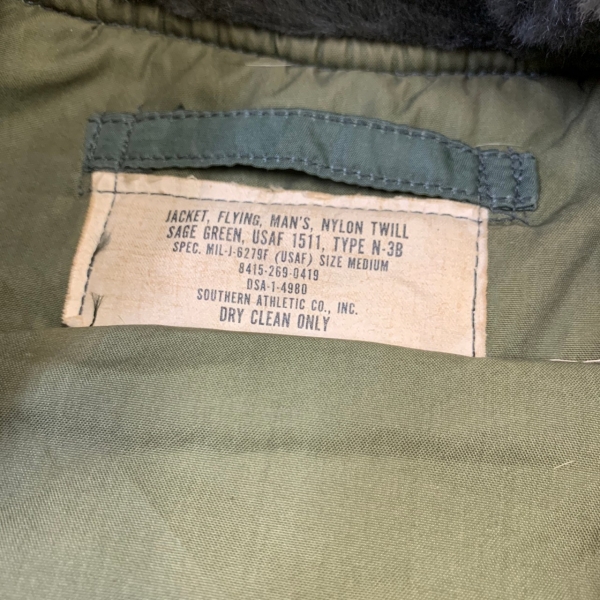 JACKET, FLYING, MAN'S, NYLON TWILL
SAGE GREEN, USAF 1511, TYPE N-3B
SPEC. MIL-J-6279F (USAF) SIZE MEDIUM
8415-269-0419
DSA-1-4980
SOUTHERN ATHLETIC CO., INC.
DRY CLEAN ONLY